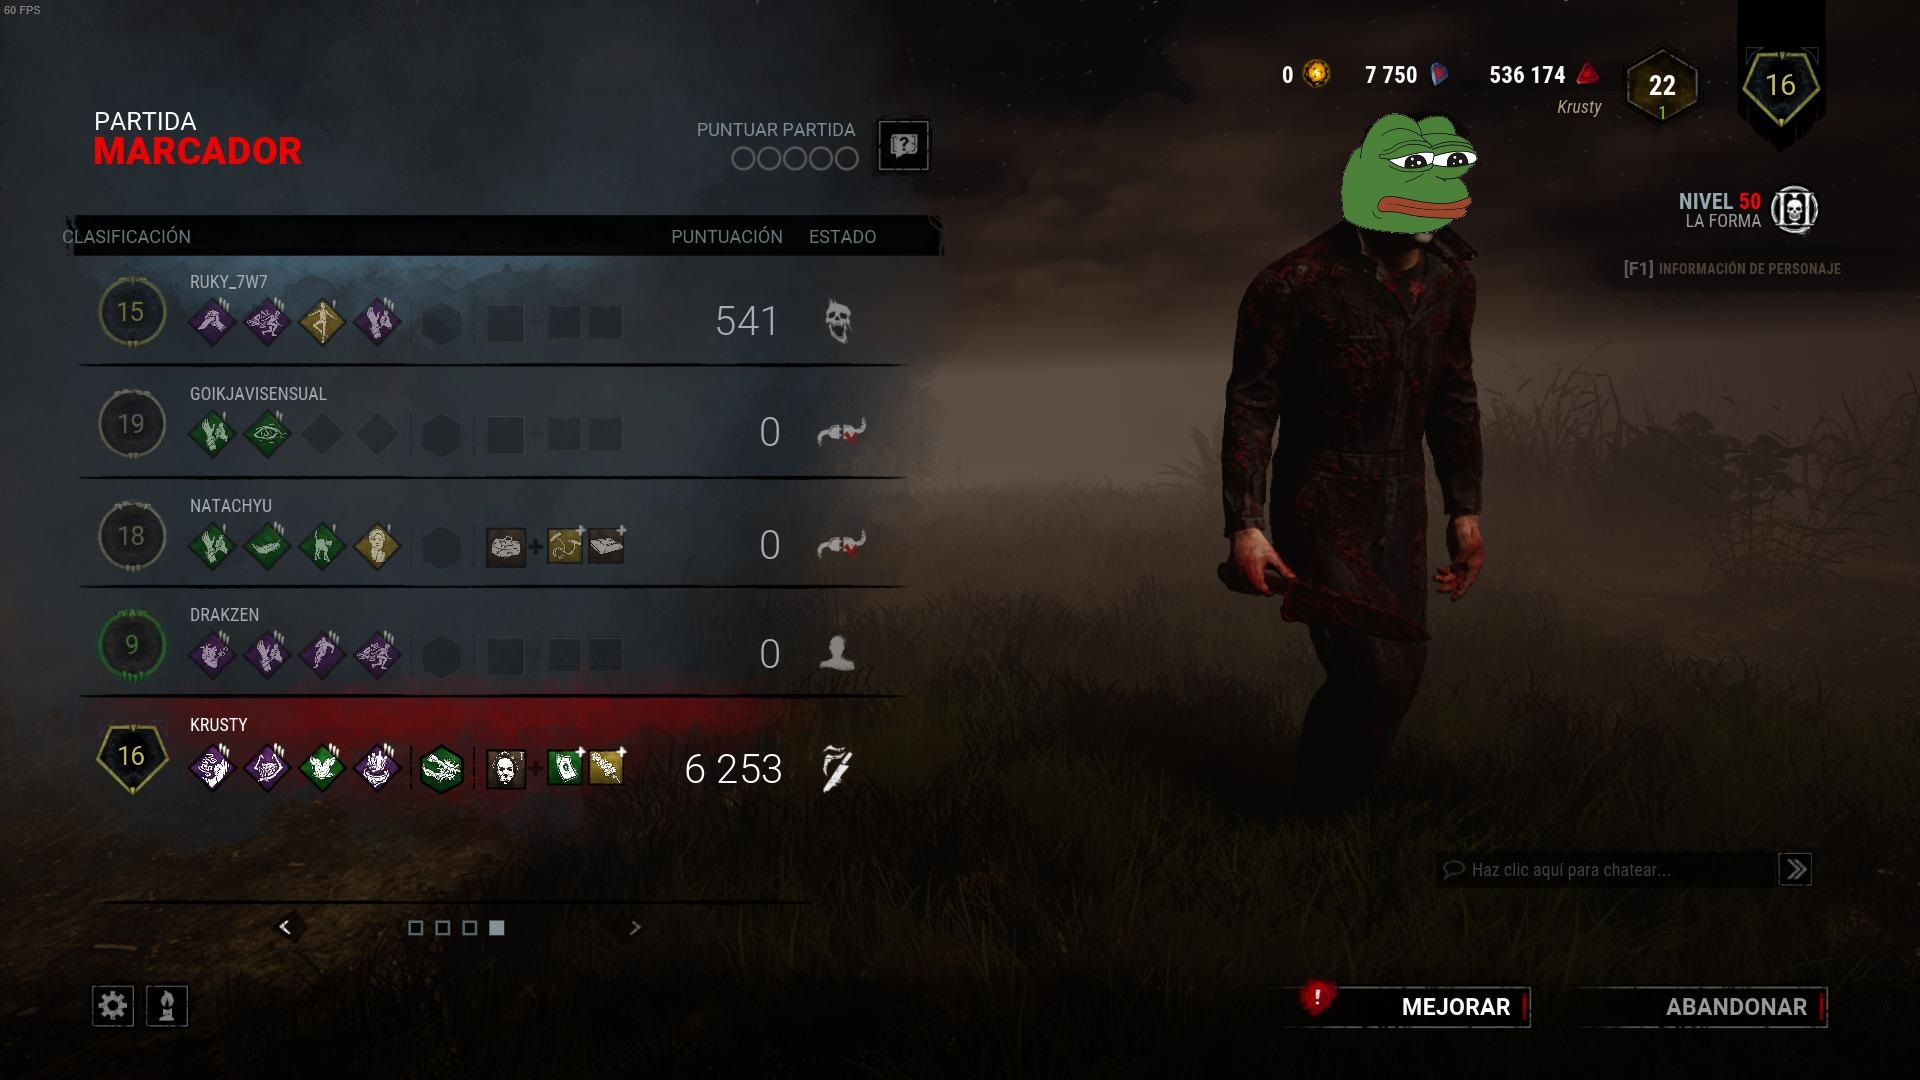 60 FPS
0 7 750 536 174 22 16
Krusty 1
PARTIDA
MARCADOR
PUNTUAR PARTIDA
?
NIVEL 50
LA FORMA
[F1] INFORMACIÓN DE PERSONAJE
CLASIFICACIÓN PUNTUACIÓN ESTADO
RUKY_7W7
15 541
GOIKJAVISENSUAL
19 0
NATACHYU
18 0
DRAKZEN
9 0
KRUSTY
16 6 253
Haz clic aquí para chatear...
! MEJORAR
ABANDONAR